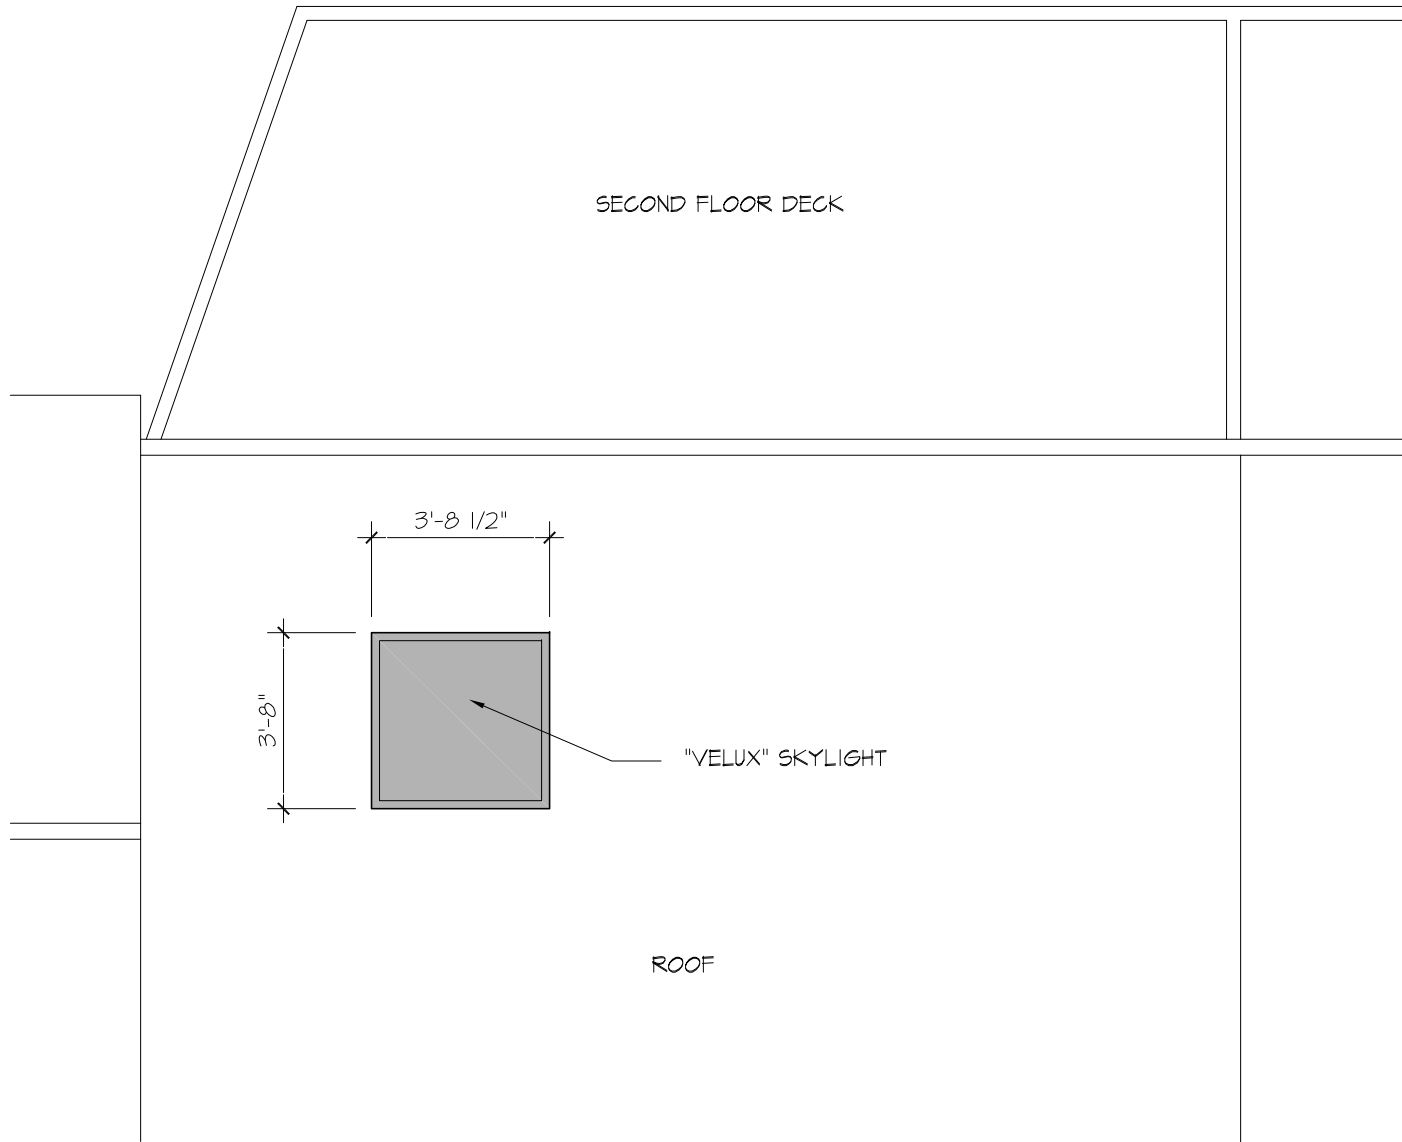 SECOND FLOOR DECK
3'-8 1/2"
3'-8"
"VELUX" SKYLIGHT
ROOF